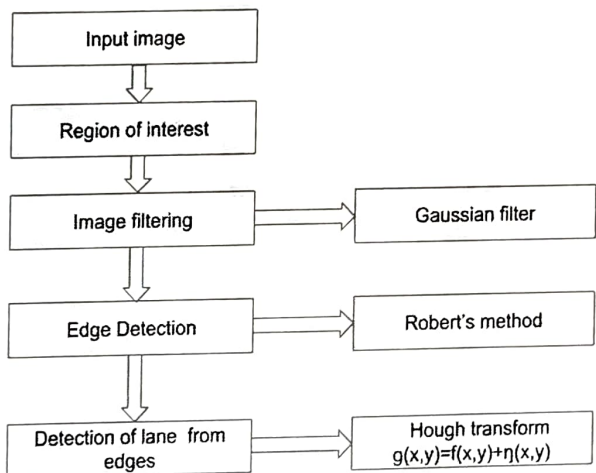 Input image
Region of interest
Image filtering
Gaussian filter
Edge Detection
Robert's method
Detection of lane from
edges
Hough transform
g(x,y)=f(x,y)+η(x,y)